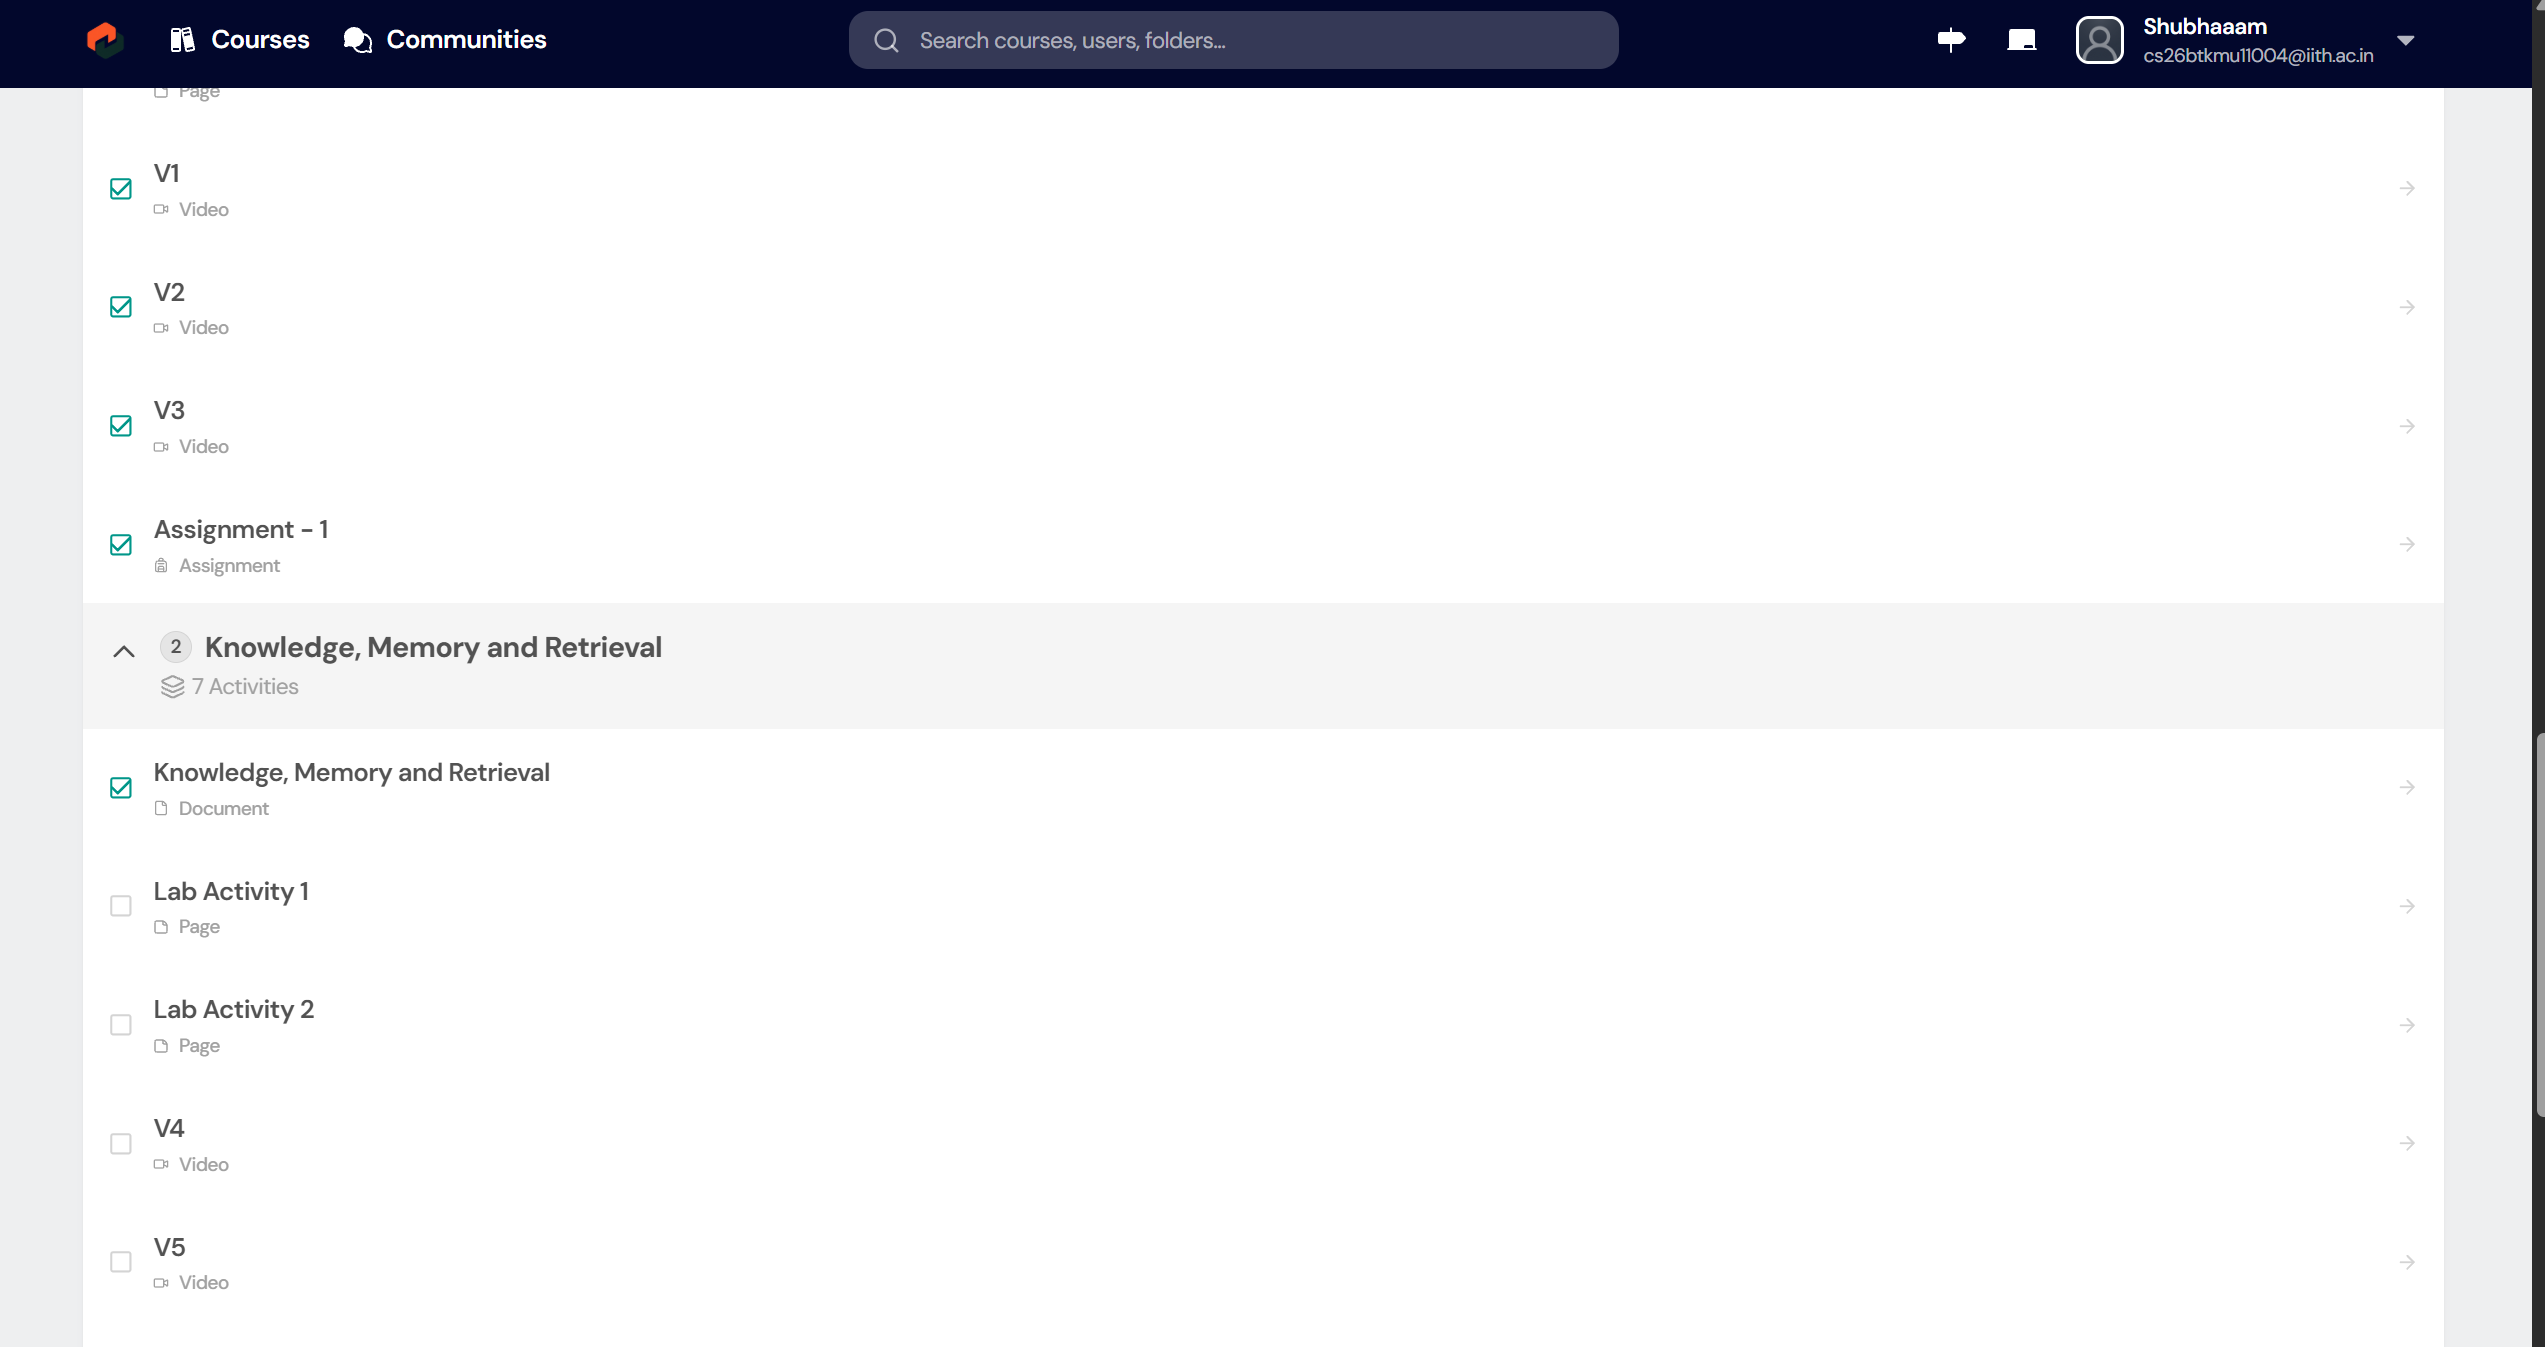 Courses
Communities
Search courses, users, folders...
Shubhaaam
cs26btkmu11004@iith.ac.in
Page
V1
Video
V2
Video
V3
Video
Assignment - 1
Assignment
2 Knowledge, Memory and Retrieval
7 Activities
Knowledge, Memory and Retrieval
Document
Lab Activity 1
Page
Lab Activity 2
Page
V4
Video
V5
Video